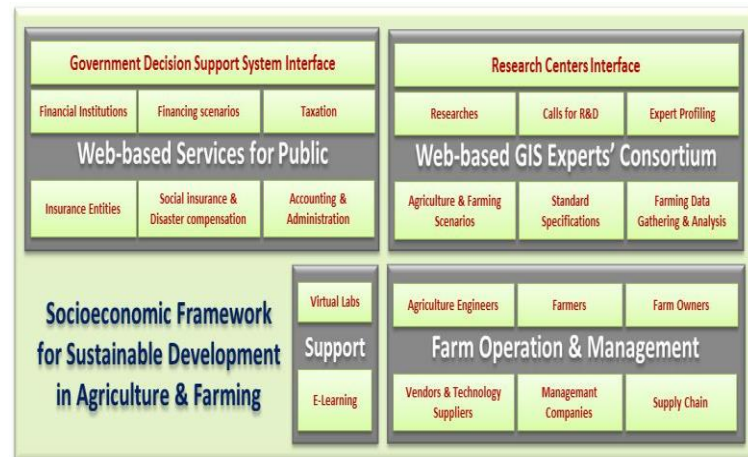 Government Decision Support System Interface
Financial Institutions
Financing scenarios
Taxation
Web-based Services for Public
Insurance Entities
Social insurance &
Disaster compensation
Accounting &
Administration
Research Centers Interface
Researches
Calls for R&D
Expert Profiling
Web-based GIS Experts' Consortium
Agriculture & Farming
Scenarios
Standard
Specifications
Farming Data
Gathering & Analysis
Socioeconomic Framework
for Sustainable Development
in Agriculture & Farming
Virtual Labs
Support
E-Learning
Agriculture Engineers
Farmers
Farm Owners
Farm Operation & Management
Vendors & Technology
Suppliers
Managemant
Companies
Supply Chain